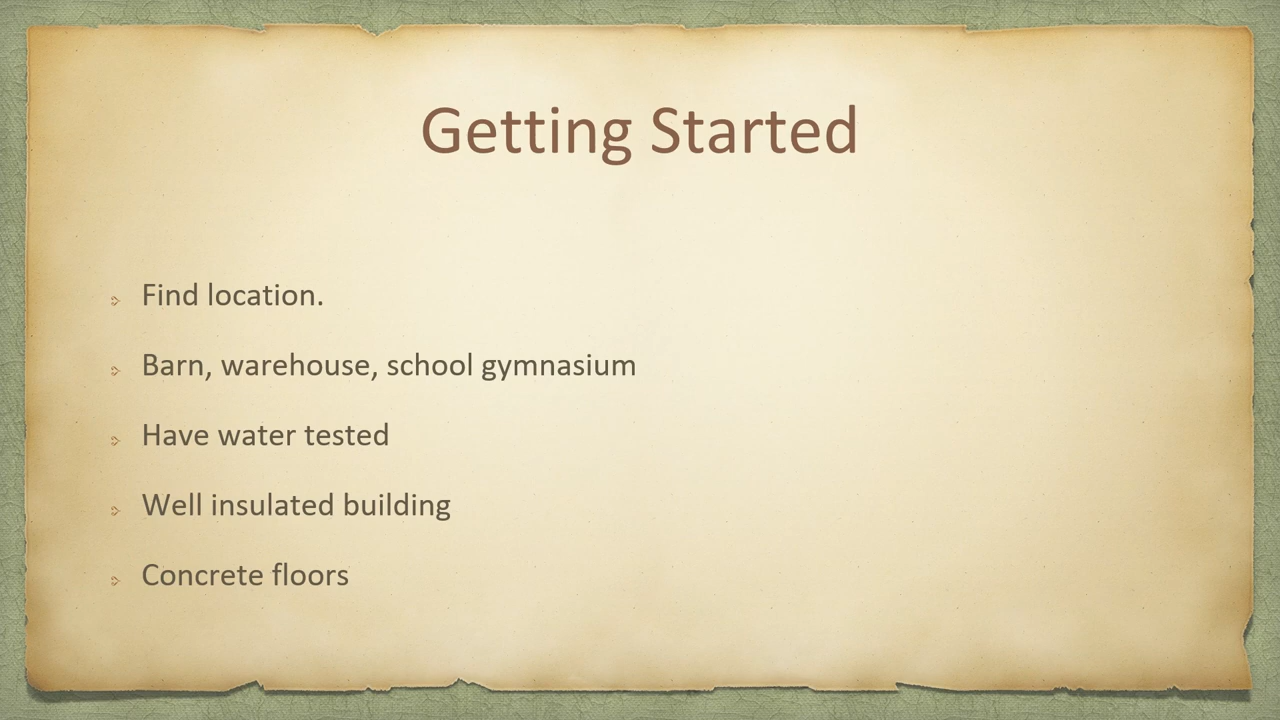 Getting Started
Find location.
Barn, warehouse, school gymnasium
Have water tested
Well insulated building
Concrete floors